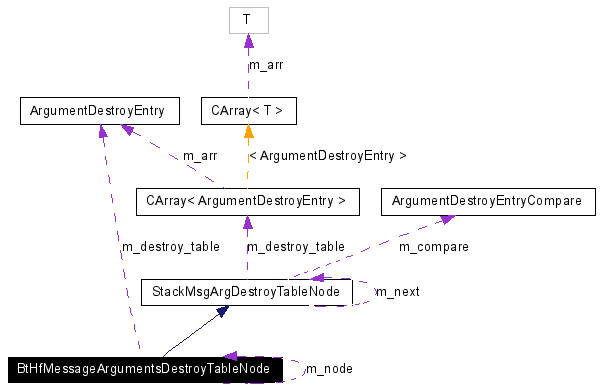 T
m_arr
ArgumentDestroyEntry
CArray< T >
m_arr
< ArgumentDestroyEntry >
CArray< ArgumentDestroyEntry >
ArgumentDestroyEntryCompare
m_destroy_table
m_destroy_table
m_compare
StackMsgArgDestroyTableNode
m_next
BtHfMessageArgumentsDestroyTableNode
m_node